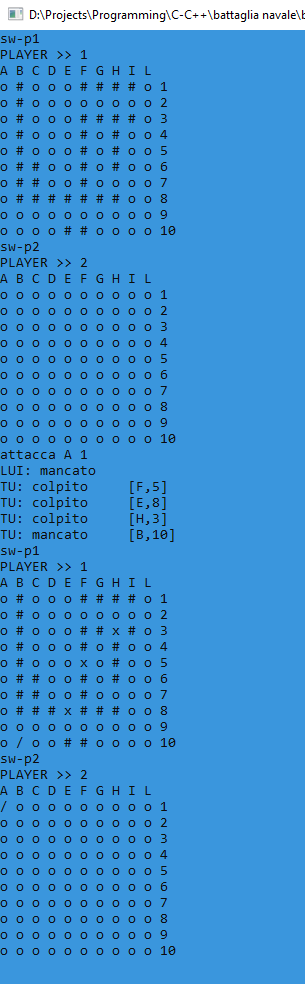 D:\Projects\Programming\C-C++\battaglia navale\b
sw-p1
PLAYER >> 1
A B C D E F G H I L
o # o o o # # # # o 1
o # o o o o o o o o 2
o # o o o # # # # o 3
o # o o o # o # o o 4
o # o o o # o # o o 5
o # # o o # o # o o 6
o # # o o # o o o o 7
o # # # # # # # o o 8
o o o o o o o o o o 9
o o o o # # o o o o 10
sw-p2
PLAYER >> 2
A B C D E F G H I L
o o o o o o o o o o 1
o o o o o o o o o o 2
o o o o o o o o o o 3
o o o o o o o o o o 4
o o o o o o o o o o 5
o o o o o o o o o o 6
o o o o o o o o o o 7
o o o o o o o o o o 8
o o o o o o o o o o 9
o o o o o o o o o o 10
attacca A 1
LUI: mancato
TU: colpito     [F,5]
TU: colpito     [E,8]
TU: colpito     [H,3]
TU: mancato     [B,10]
sw-p1
PLAYER >> 1
A B C D E F G H I L
o # o o o # # # # o 1
o # o o o o o o o o 2
o # o o o # # x # o 3
o # o o o # o # o o 4
o # o o o x o # o o 5
o # # o o # o # o o 6
o # # o o # o o o o 7
o # # # x # # # o o 8
o o o o o o o o o o 9
o / o o # # o o o o 10
sw-p2
PLAYER >> 2
A B C D E F G H I L
/ o o o o o o o o o 1
o o o o o o o o o o 2
o o o o o o o o o o 3
o o o o o o o o o o 4
o o o o o o o o o o 5
o o o o o o o o o o 6
o o o o o o o o o o 7
o o o o o o o o o o 8
o o o o o o o o o o 9
o o o o o o o o o o 10